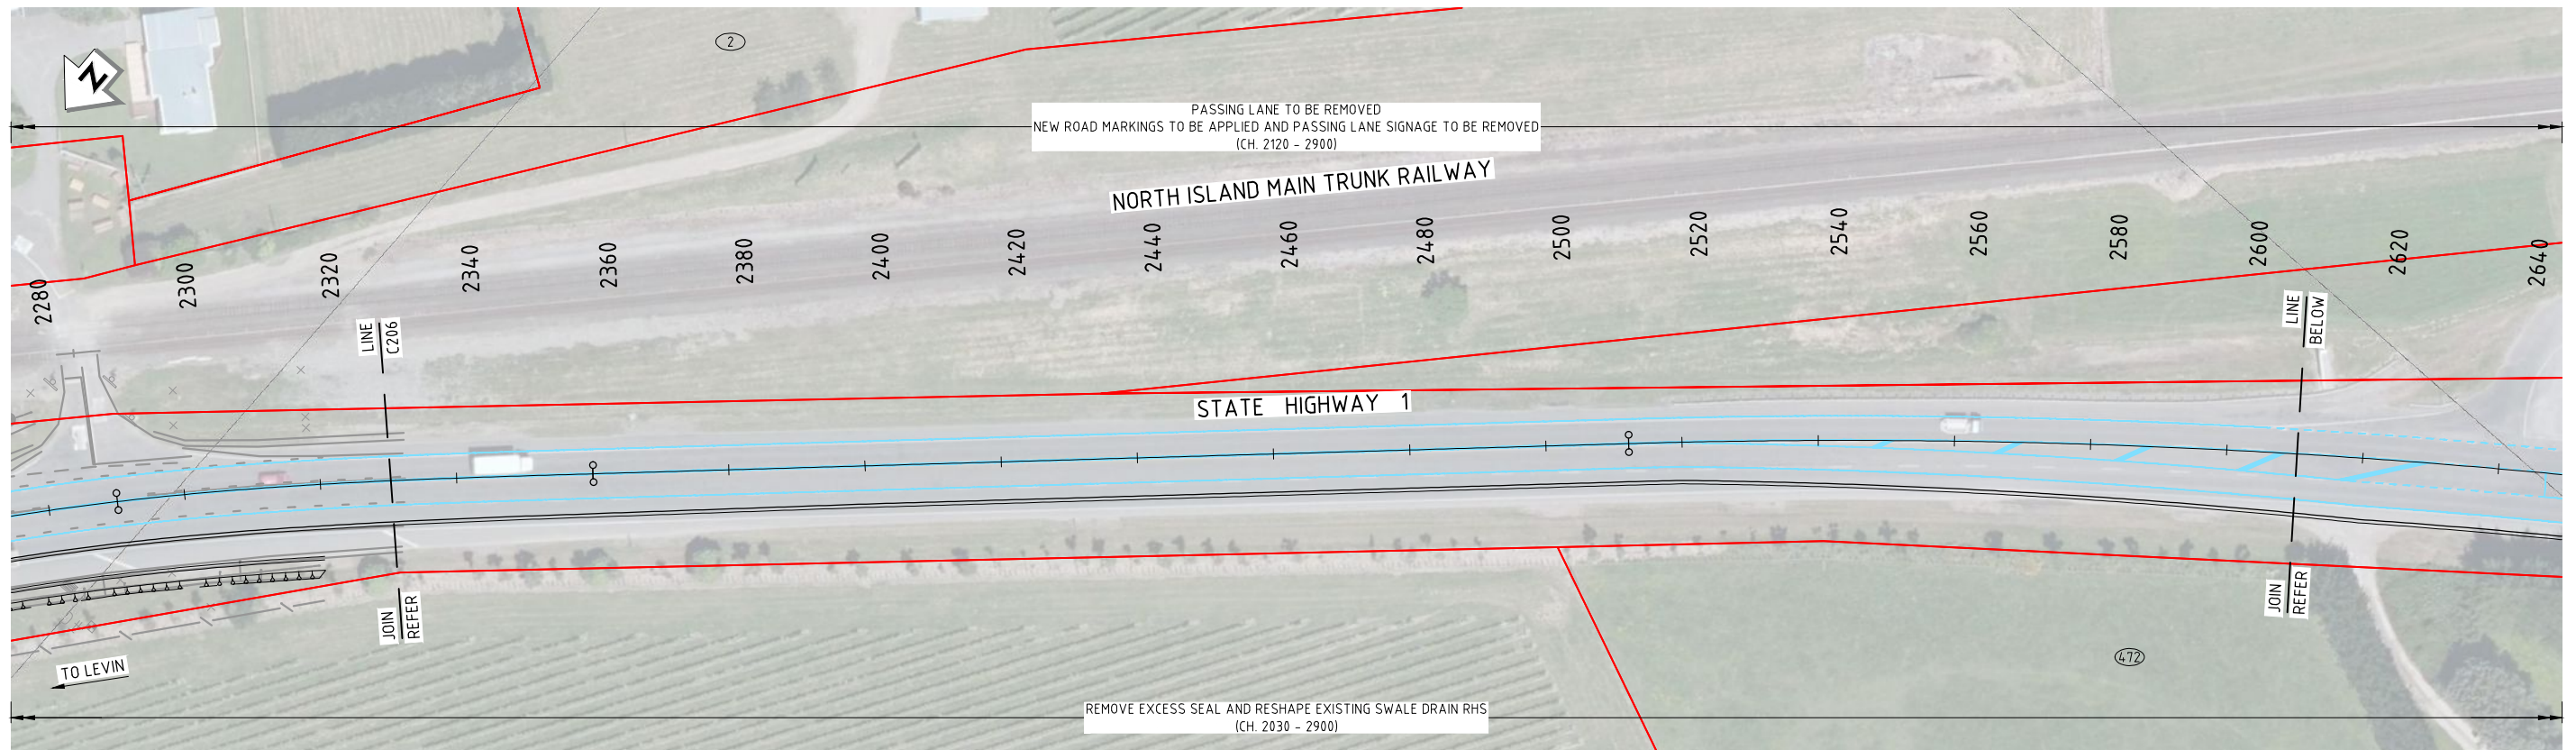 N
2
PASSING LANE TO BE REMOVED
NEW ROAD MARKINGS TO BE APPLIED AND PASSING LANE SIGNAGE TO BE REMOVED
(CH. 2120 - 2900)
NORTH ISLAND MAIN TRUNK RAILWAY
2280
2300
2320
2340
2360
2380
2400
2420
2440
2460
2480
2500
2520
2540
2560
2580
2600
2620
2640
LINE
C206
LINE
BELOW
STATE HIGHWAY 1
JOIN
REFER
JOIN
REFER
TO LEVIN
472
REMOVE EXCESS SEAL AND RESHAPE EXISTING SWALE DRAIN RHS
(CH. 2030 - 2900)